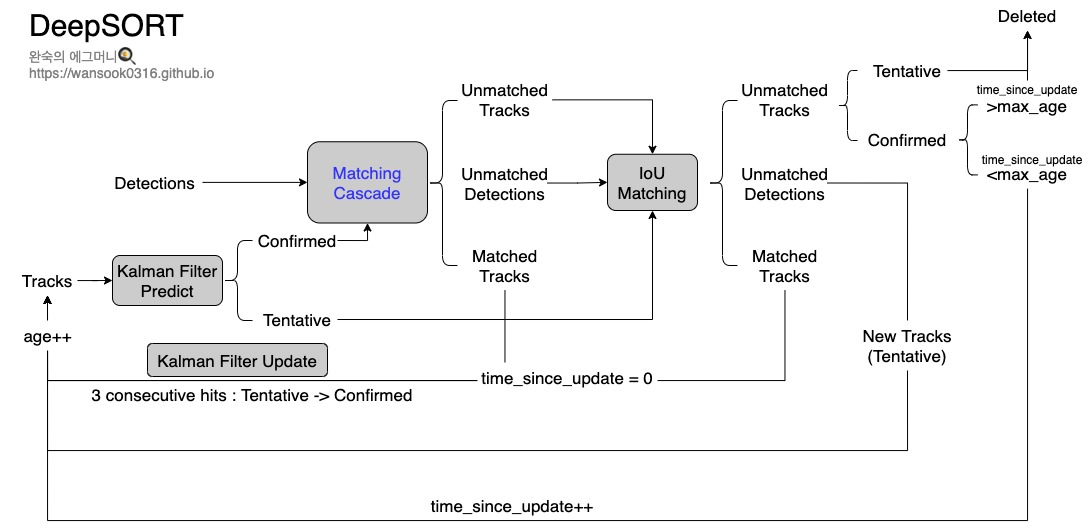 DeepSORT
완숙의 에그머니
https://wansook0316.github.io
Deleted
Tentative
time_since_update
>max_age
Unmatched
Tracks
Unmatched
Tracks
Confirmed
time_since_update
<max_age
Detections
Matching
Cascade
Unmatched
Detections
IoU
Matching
Unmatched
Detections
Confirmed
Tracks
Kalman Filter
Predict
Matched
Tracks
Matched
Tracks
Tentative
age++
New Tracks
(Tentative)
Kalman Filter Update
time_since_update = 0
3 consecutive hits : Tentative -> Confirmed
time_since_update++